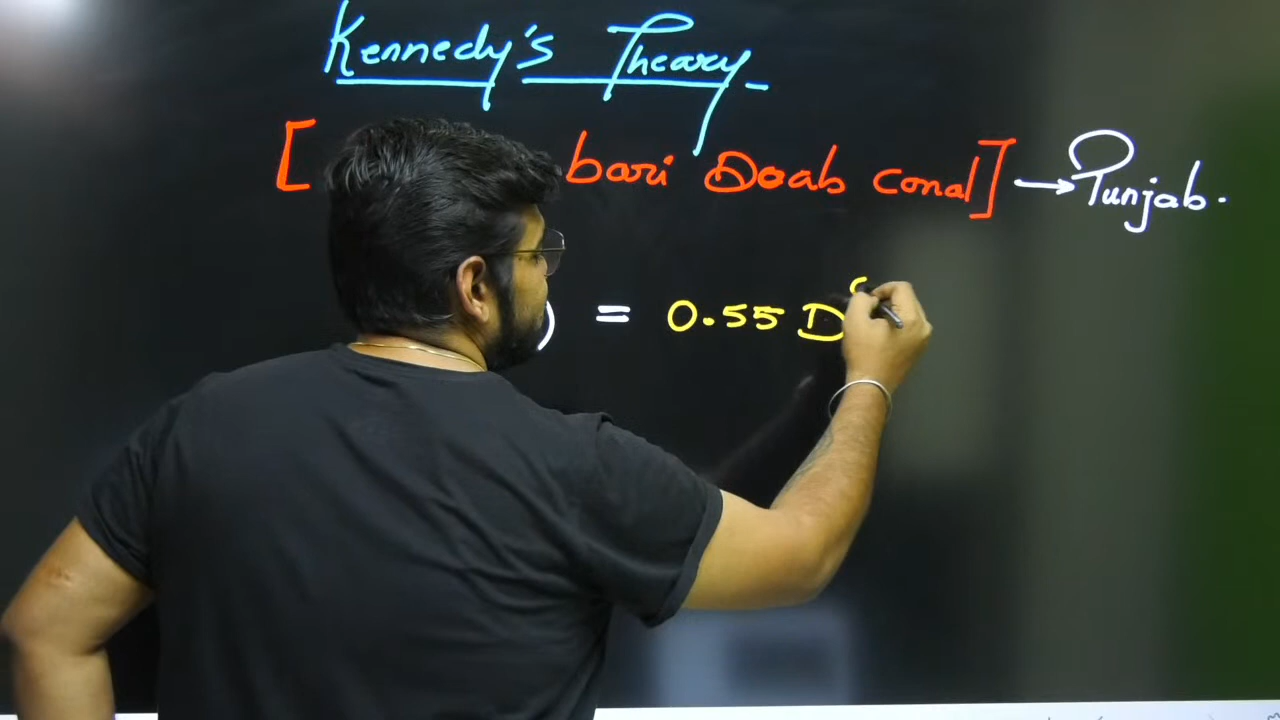 Kennedy's Theory
[ bari Doab canal] → Punjab.
) = 0.55 D